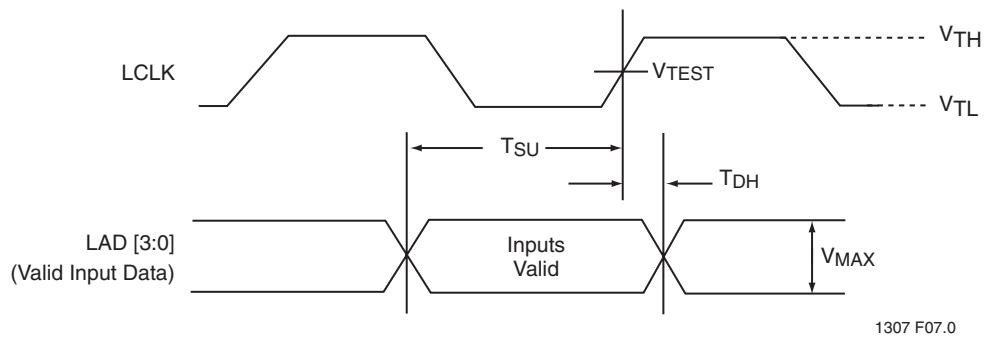 VTH
LCLK
VTEST
VTL
TSU
TDH
LAD [3:0]
(Valid Input Data)
Inputs
Valid
VMAX
1307 F07.0